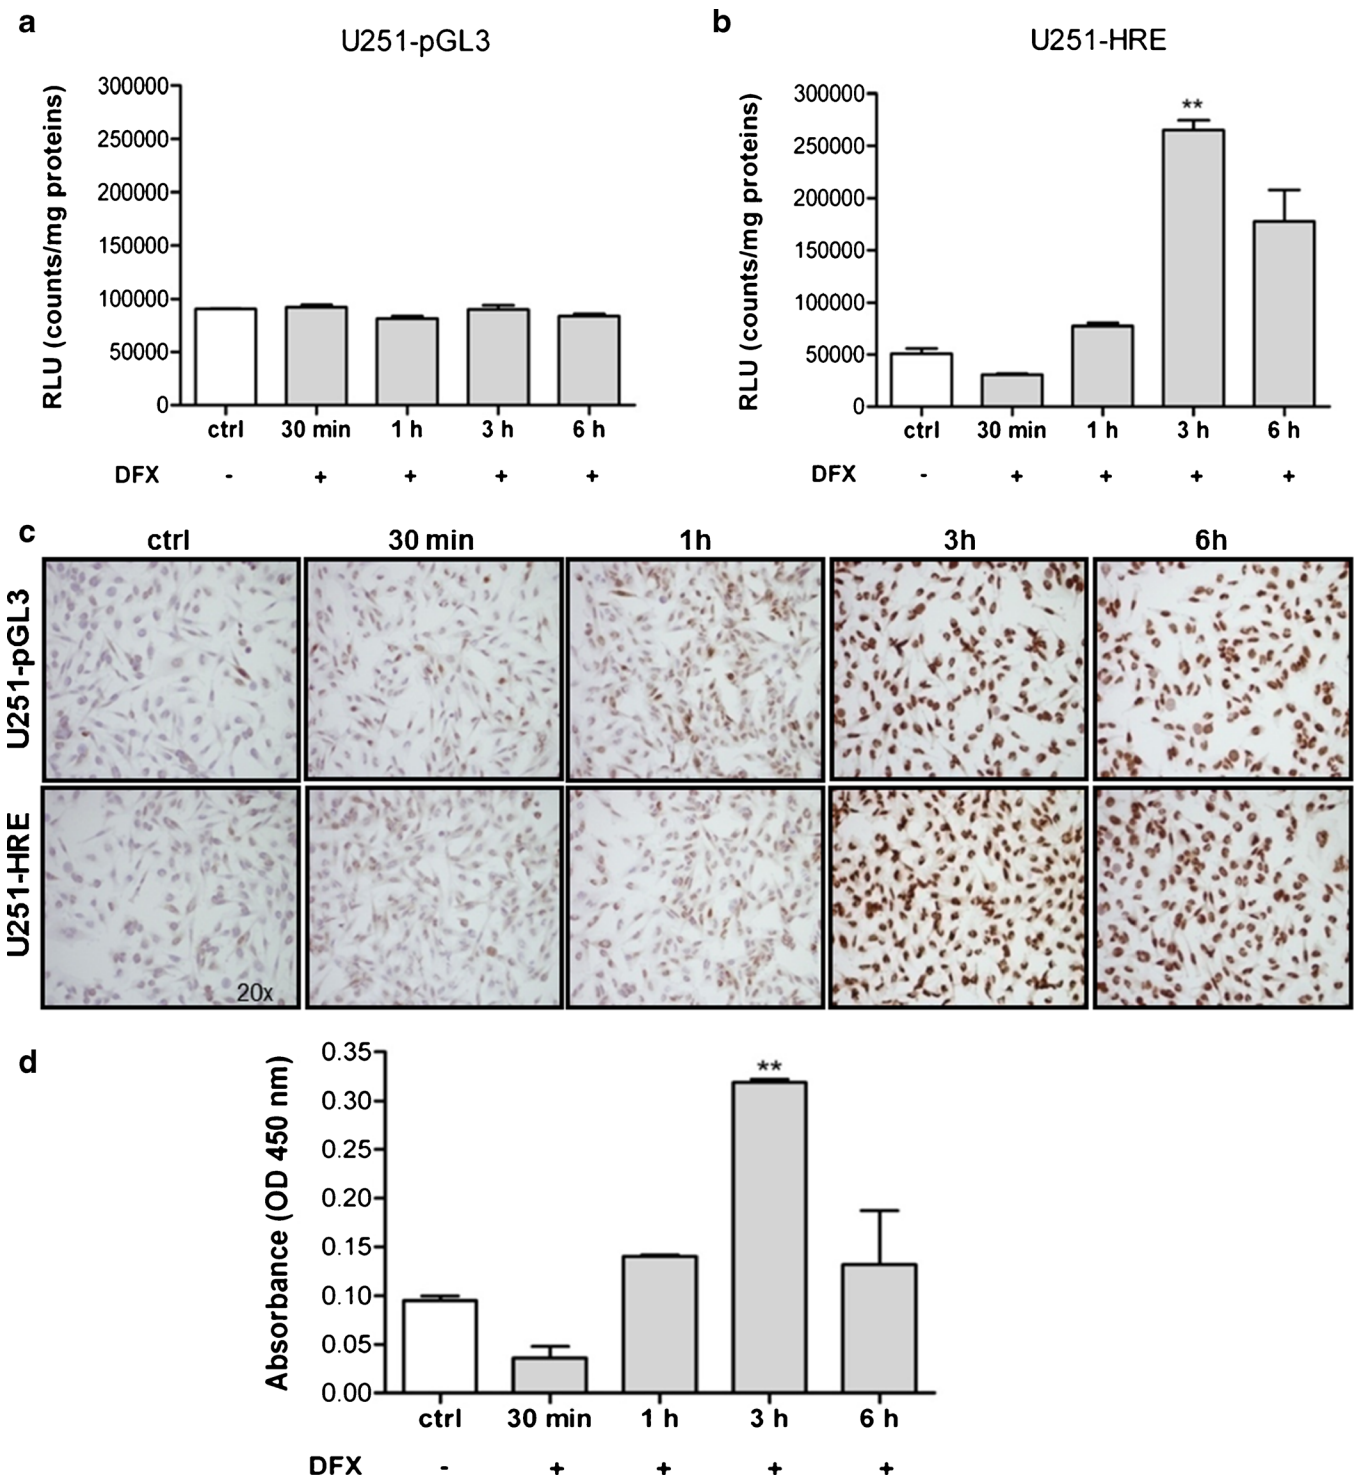 a
U251-pGL3
RLU (counts/mg proteins)
300000
250000
200000
150000
100000
50000
0
ctrl 30 min 1 h 3 h 6 h
DFX - + + + +
b
U251-HRE
RLU (counts/mg proteins)
300000
250000
200000
150000
100000
50000
0
**
ctrl 30 min 1 h 3 h 6 h
DFX - + + + +
c
ctrl 30 min 1h 3h 6h
U251-pGL3
U251-HRE
20x
d
Absorbance (OD 450 nm)
0.35
0.30
0.25
0.20
0.15
0.10
0.05
0.00
**
ctrl 30 min 1 h 3 h 6 h
DFX - + + + +